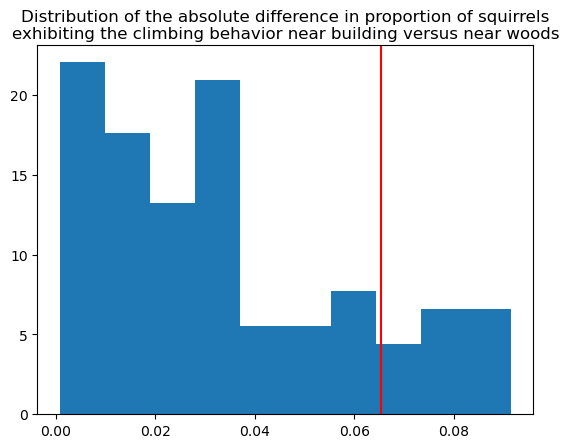 Distribution of the absolute difference in proportion of squirrels
exhibiting the climbing behavior near building versus near woods
20
15
10
5
0
0.00 0.02 0.04 0.06 0.08